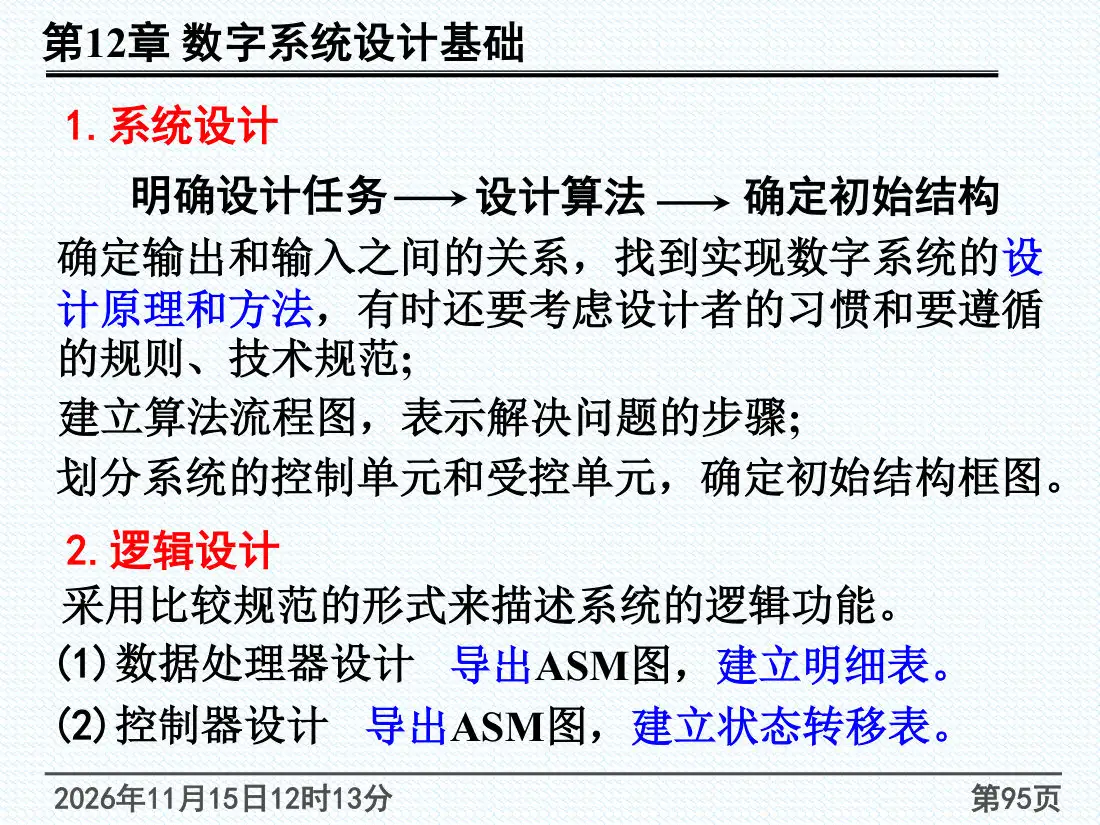 第12章 数字系统设计基础
1.系统设计
明确设计任务 → 设计算法 → 确定初始结构
确定输出和输入之间的关系，找到实现数字系统的设
计原理和方法，有时还要考虑设计者的习惯和要遵循
的规则、技术规范;
建立算法流程图，表示解决问题的步骤;
划分系统的控制单元和受控单元，确定初始结构框图。
2.逻辑设计
采用比较规范的形式来描述系统的逻辑功能。
(1)数据处理器设计 导出ASM图，建立明细表。
(2)控制器设计 导出ASM图，建立状态转移表。
2026年11月15日12时13分 第95页